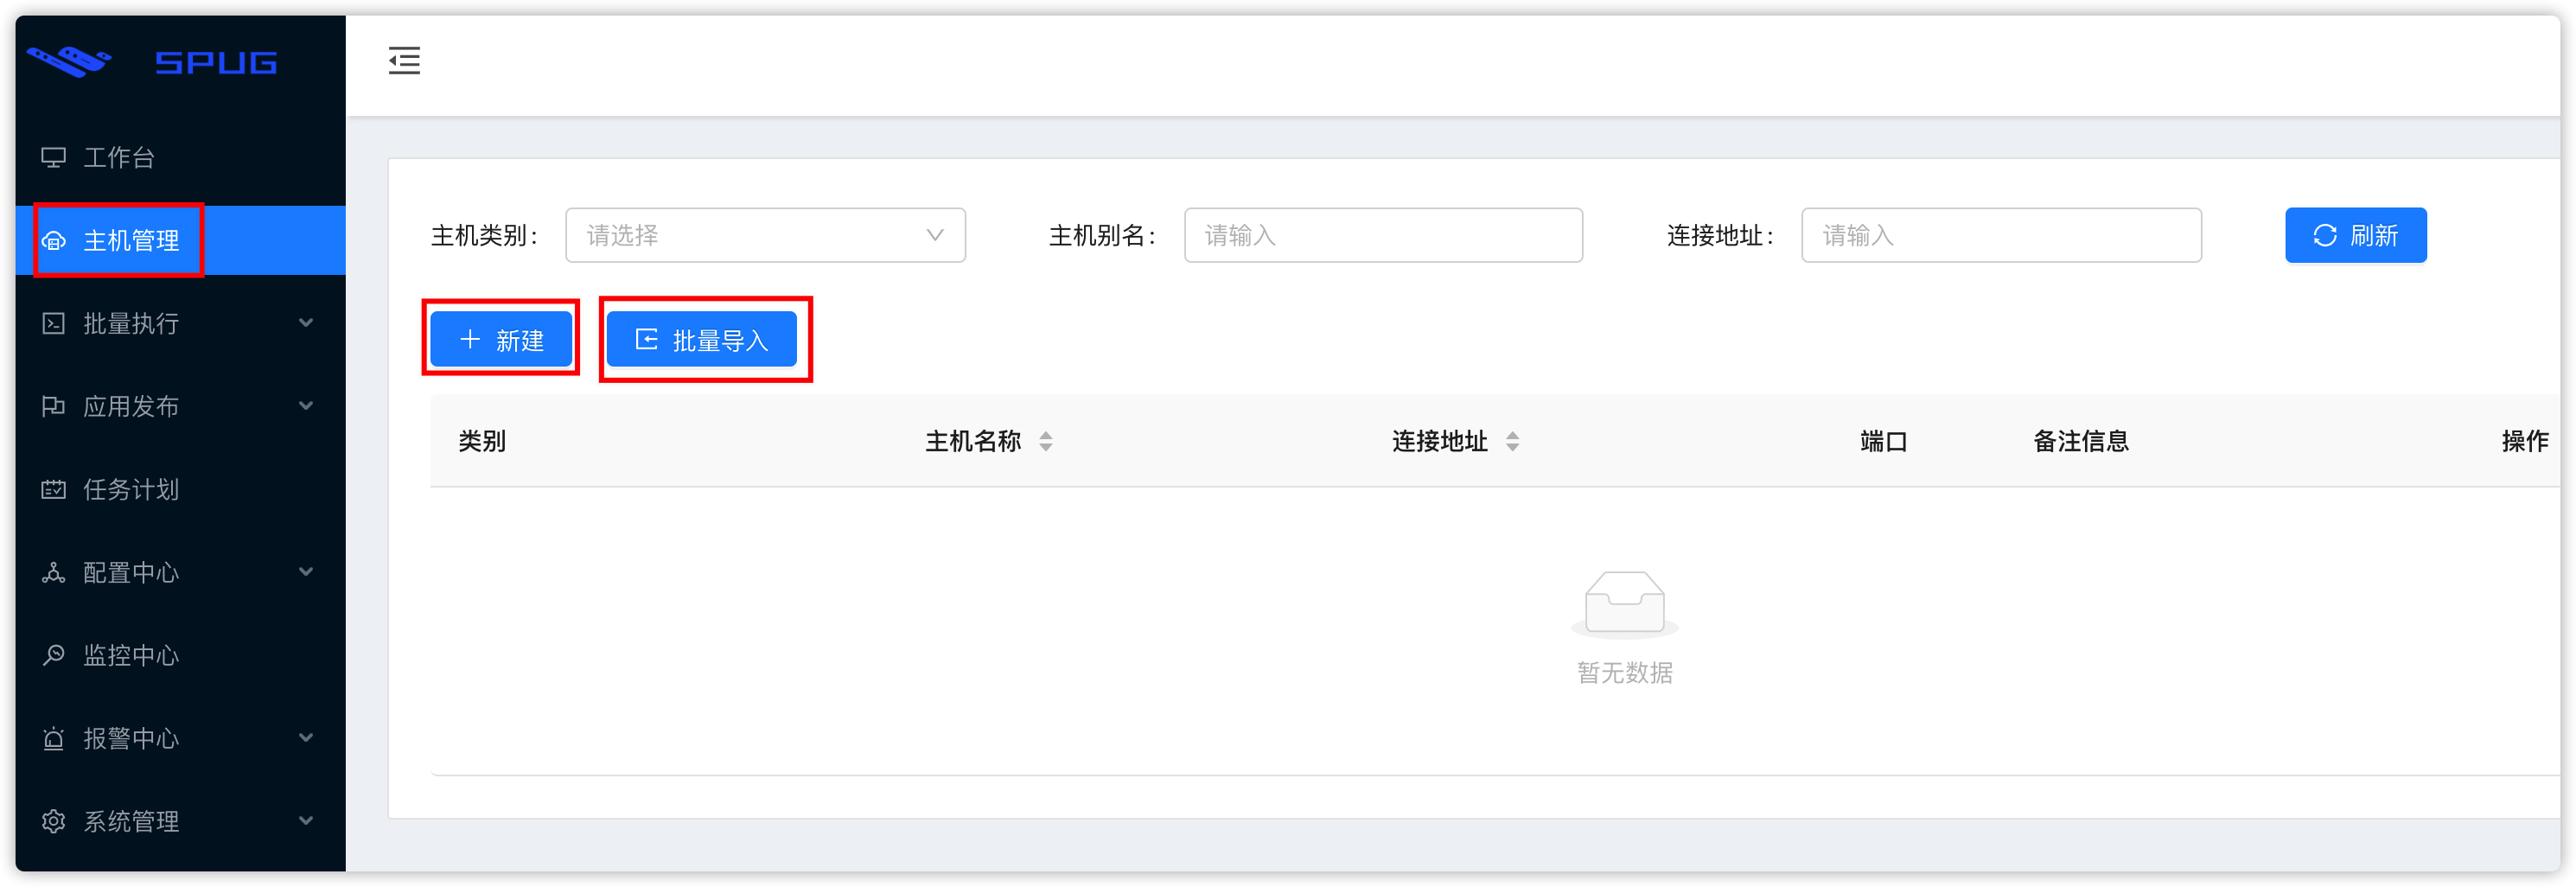 SPUG
工作台
主机管理
批量执行
应用发布
任务计划
配置中心
监控中心
报警中心
系统管理
主机类别: 请选择 主机别名: 请输入 连接地址: 请输入 刷新
新建 批量导入
类别 主机名称 连接地址 端口 备注信息 操作
暂无数据